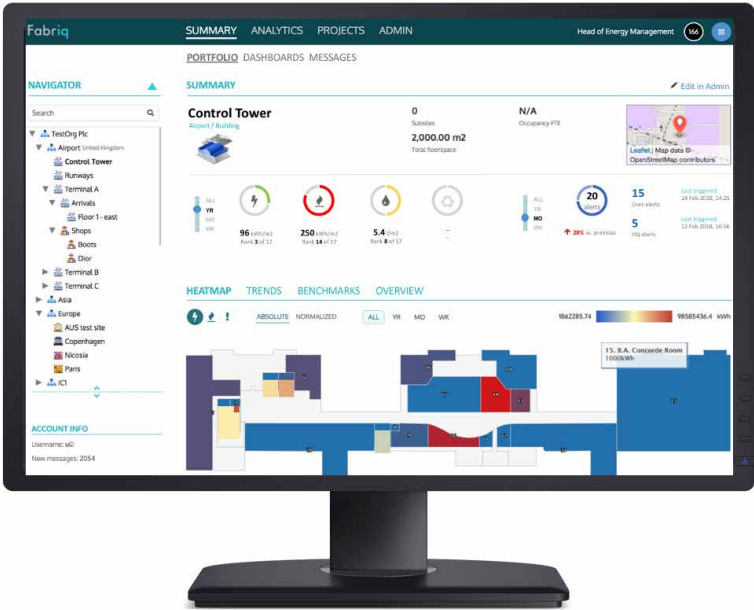 Fabriq
SUMMARY ANALYTICS PROJECTS ADMIN
Head of Energy Management 166
PORTFOLIO DASHBOARDS MESSAGES
NAVIGATOR
Search
TestOrg Plc
Airport United Kingdom
Control Tower
Runways
Terminal A
Arrivals
Floor 1 - east
Shops
Boots
Dior
Terminal B
Terminal C
Asia
Europe
AUS test site
Copenhagen
Nicosia
Paris
IC1
ACCOUNT INFO
Username:
New messages: 2054
SUMMARY
Edit in Admin
Control Tower
Airport / Building
0
Subsites
2,000.00 m2
Total floorspace
N/A
Occupancy FTE
Leaflet | Map data ©
OpenStreetMap contributors
ALL
YR
MO
WK
96 kWh/m2
Rank 3 of 17
250 kWh/m2
Rank 14 of 17
5.4 l/m2
Rank 8 of 17
--
--
ALL
YR
MO
WK
20
alerts
28% vs. previous
15
User alerts
5
Last triggered
24 Feb 2018, 14:25
Last triggered
13 Feb 2018,
HEATMAP TRENDS BENCHMARKS OVERVIEW
ABSOLUTE NORMALIZED ALL YR MO WK
1862285.74 98585436.4 kWh
15. B.A. Concorde Room
1000kWh